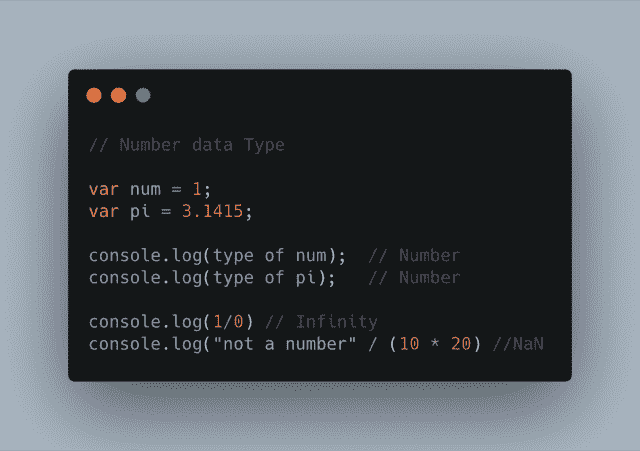 // Number data Type
var num = 1;
var pi = 3.1415;
console.log(type of num);  // Number
console.log(type of pi);   // Number
console.log(1/0) // Infinity
console.log("not a number" / (10 * 20) //NaN